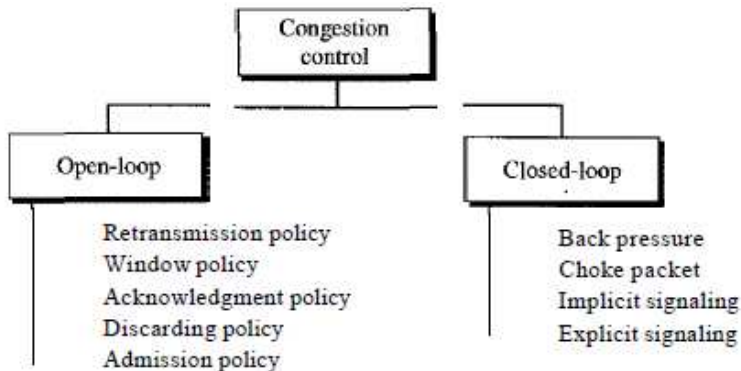 Congestion
control
Open-loop
Closed-loop
Retransmission policy
Window policy
Acknowledgment policy
Discarding policy
Admission policy
Back pressure
Choke packet
Implicit signaling
Explicit signaling